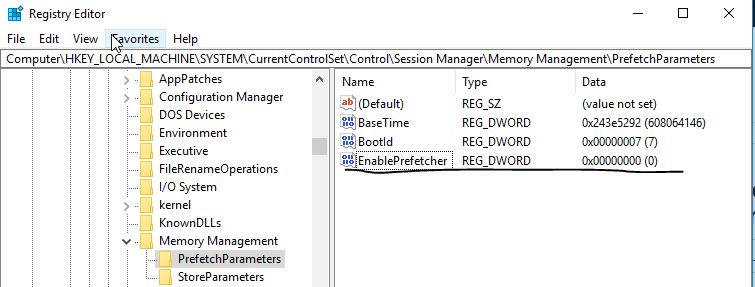 Registry Editor
File Edit View Favorites Help
Computer\HKEY_LOCAL_MACHINE\SYSTEM\CurrentControlSet\Control\Session Manager\Memory Management\PrefetchParameters
AppPatches
Configuration Manager
DOS Devices
Environment
Executive
FileRenameOperations
I/O System
kernel
KnownDLLs
Memory Management
PrefetchParameters
StoreParameters
Name Type Data
ab (Default) REG_SZ (value not set)
BaseTime REG_DWORD 0x243e5292 (608064146)
BootId REG_DWORD 0x00000007 (7)
EnablePrefetcher REG_DWORD 0x00000000 (0)